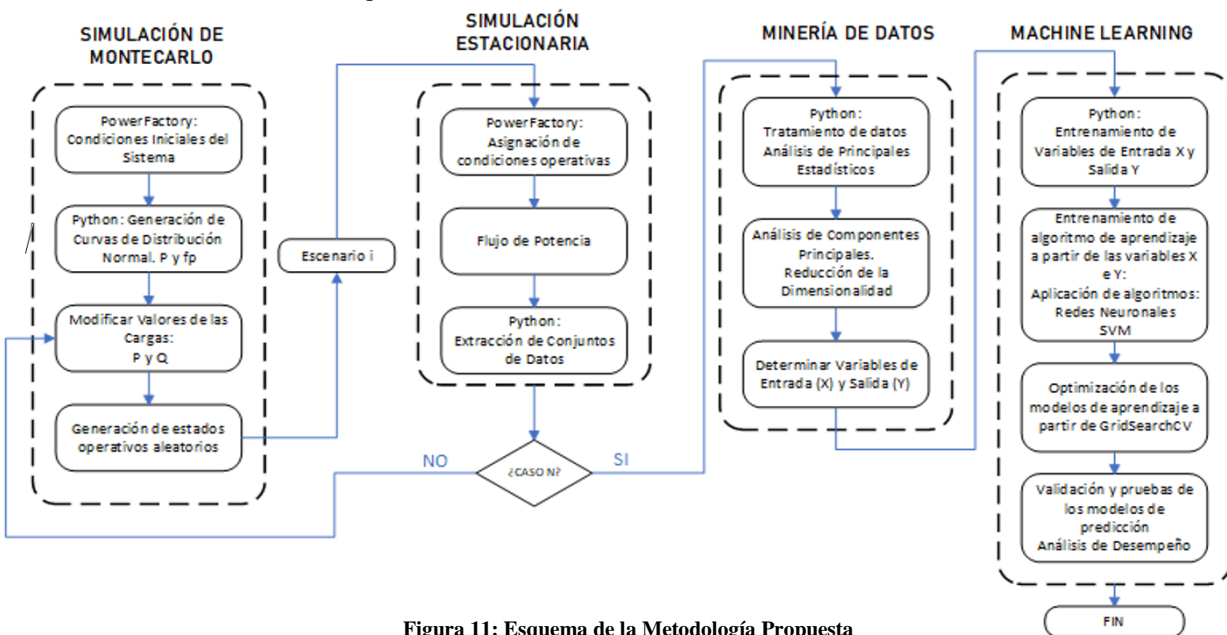 SIMULACIÓN DE
MONTECARLO
PowerFactory:
Condiciones Iniciales del
Sistema
Python: Generación de
Curvas de Distribución
Normal. P y fp
Modificar Valores de las
Cargas:
P y Q
Generación de estados
operativos aleatorios
Escenario i
SIMULACIÓN
ESTACIONARIA
PowerFactory:
Asignación de
condiciones operativas
Flujo de Potencia
Python:
Extracción de Conjuntos
de Datos
NO
¿CASO N?
SI
MINERÍA DE DATOS
Python:
Tratamiento de datos
Análisis de Principales
Estadísticos
Análisis de Componentes
Principales.
Reducción de la
Dimensionalidad
Determinar Variables de
Entrada (X) y Salida (Y)
MACHINE LEARNING
Python:
Entrenamiento de
Variables de Entrada X y
Salida Y
Entrenamiento de
algoritmo de aprendizaje
a partir de las variables X
e Y:
Aplicación de algoritmos:
Redes Neuronales
SVM
Optimización de los
modelos de aprendizaje a
partir de GridSearchCV
Validación y pruebas de
los modelos de
predicción
Análisis de Desempeño
FIN
Figura 11: Esquema de la Metodología Propuesta